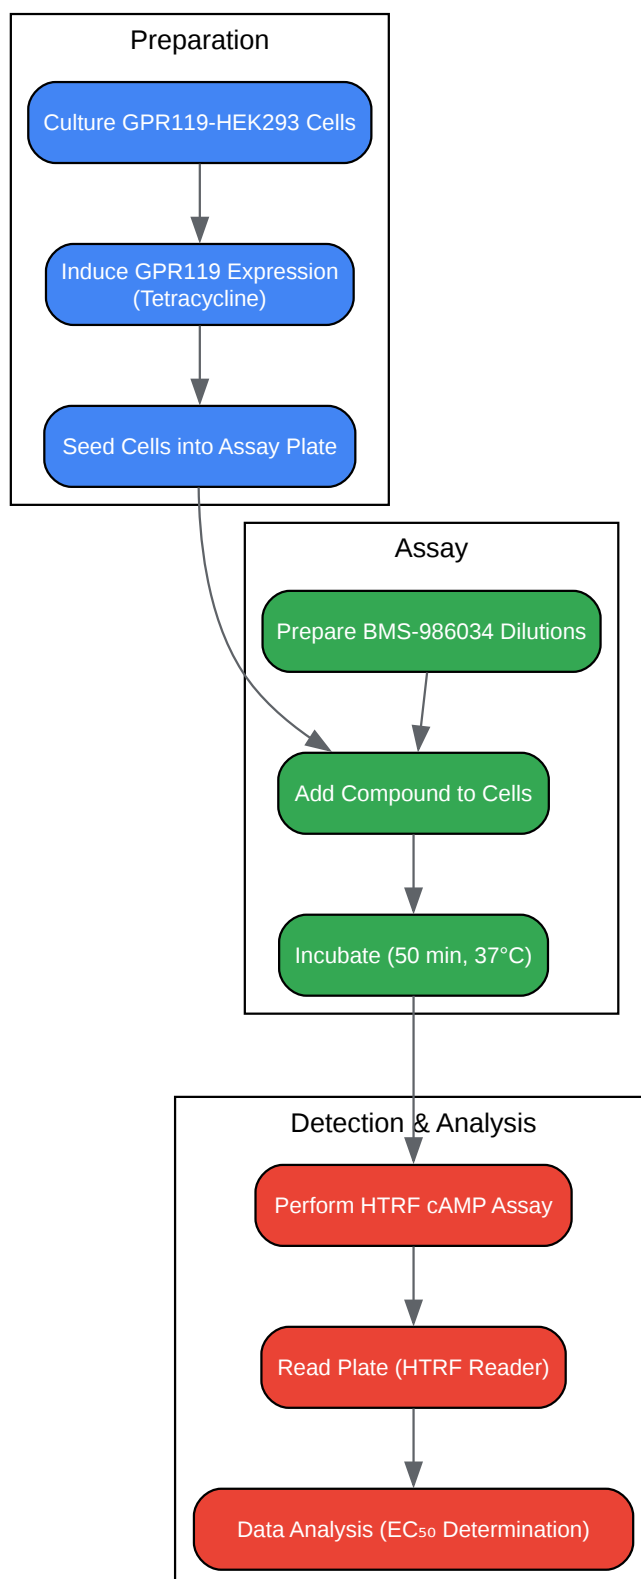 Preparation
Culture GPR119-HEK293 Cells
Induce GPR119 Expression
(Tetracycline)
Seed Cells into Assay Plate
Assay
Prepare BMS-986034 Dilutions
Add Compound to Cells
Incubate (50 min, 37°C)
Detection & Analysis
Perform HTRF cAMP Assay
Read Plate (HTRF Reader)
Data Analysis (EC₅₀ Determination)